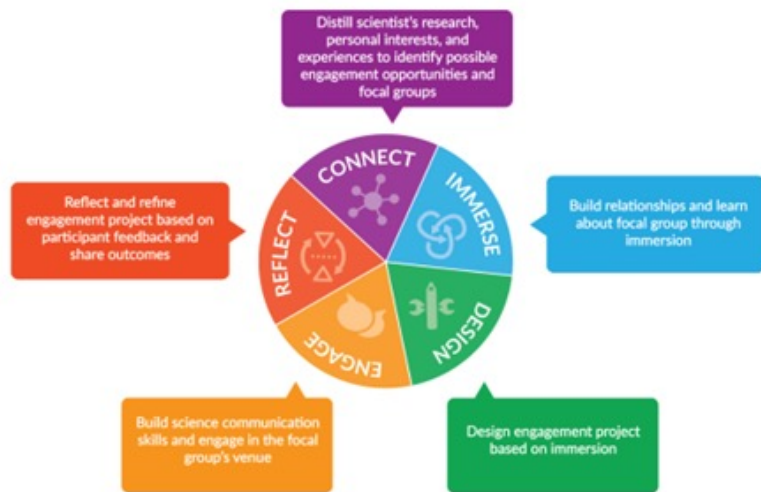 Distill scientist's research,
personal interests, and
experiences to identify possible
engagement opportunities and
focal groups
CONNECT
IMMERSE
DESIGN
ENGAGE
REFLECT
Build relationships and learn
about focal group through
immersion
Design engagement project
based on immersion
Build science communication
skills and engage in the focal
group's venue
Reflect and refine
engagement project based on
participant feedback and
share outcomes